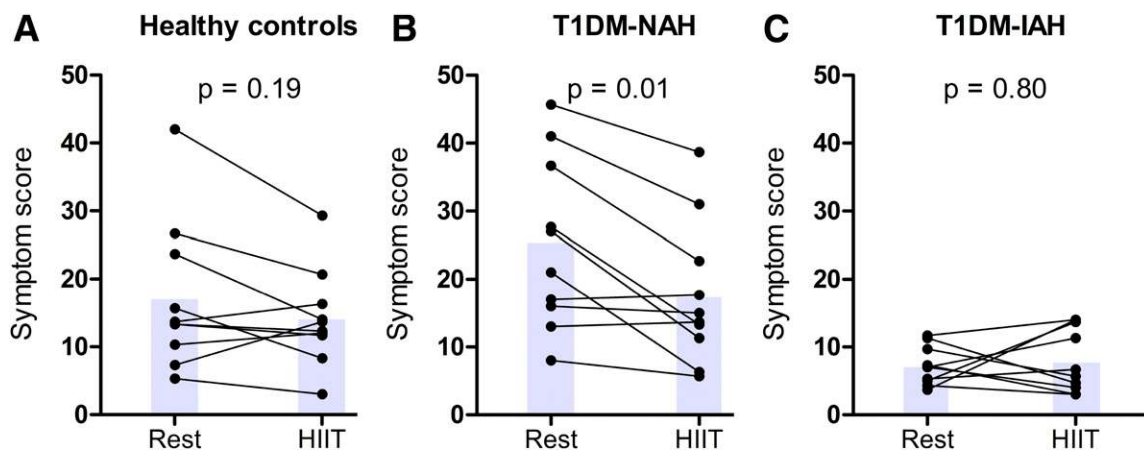 A Healthy controls
p = 0.19
Symptom score
50
40
30
20
10
0
Rest HIIT
B T1DM-NAH
p = 0.01
Symptom score
50
40
30
20
10
0
Rest HIIT
C T1DM-IAH
p = 0.80
Symptom score
50
40
30
20
10
0
Rest HIIT